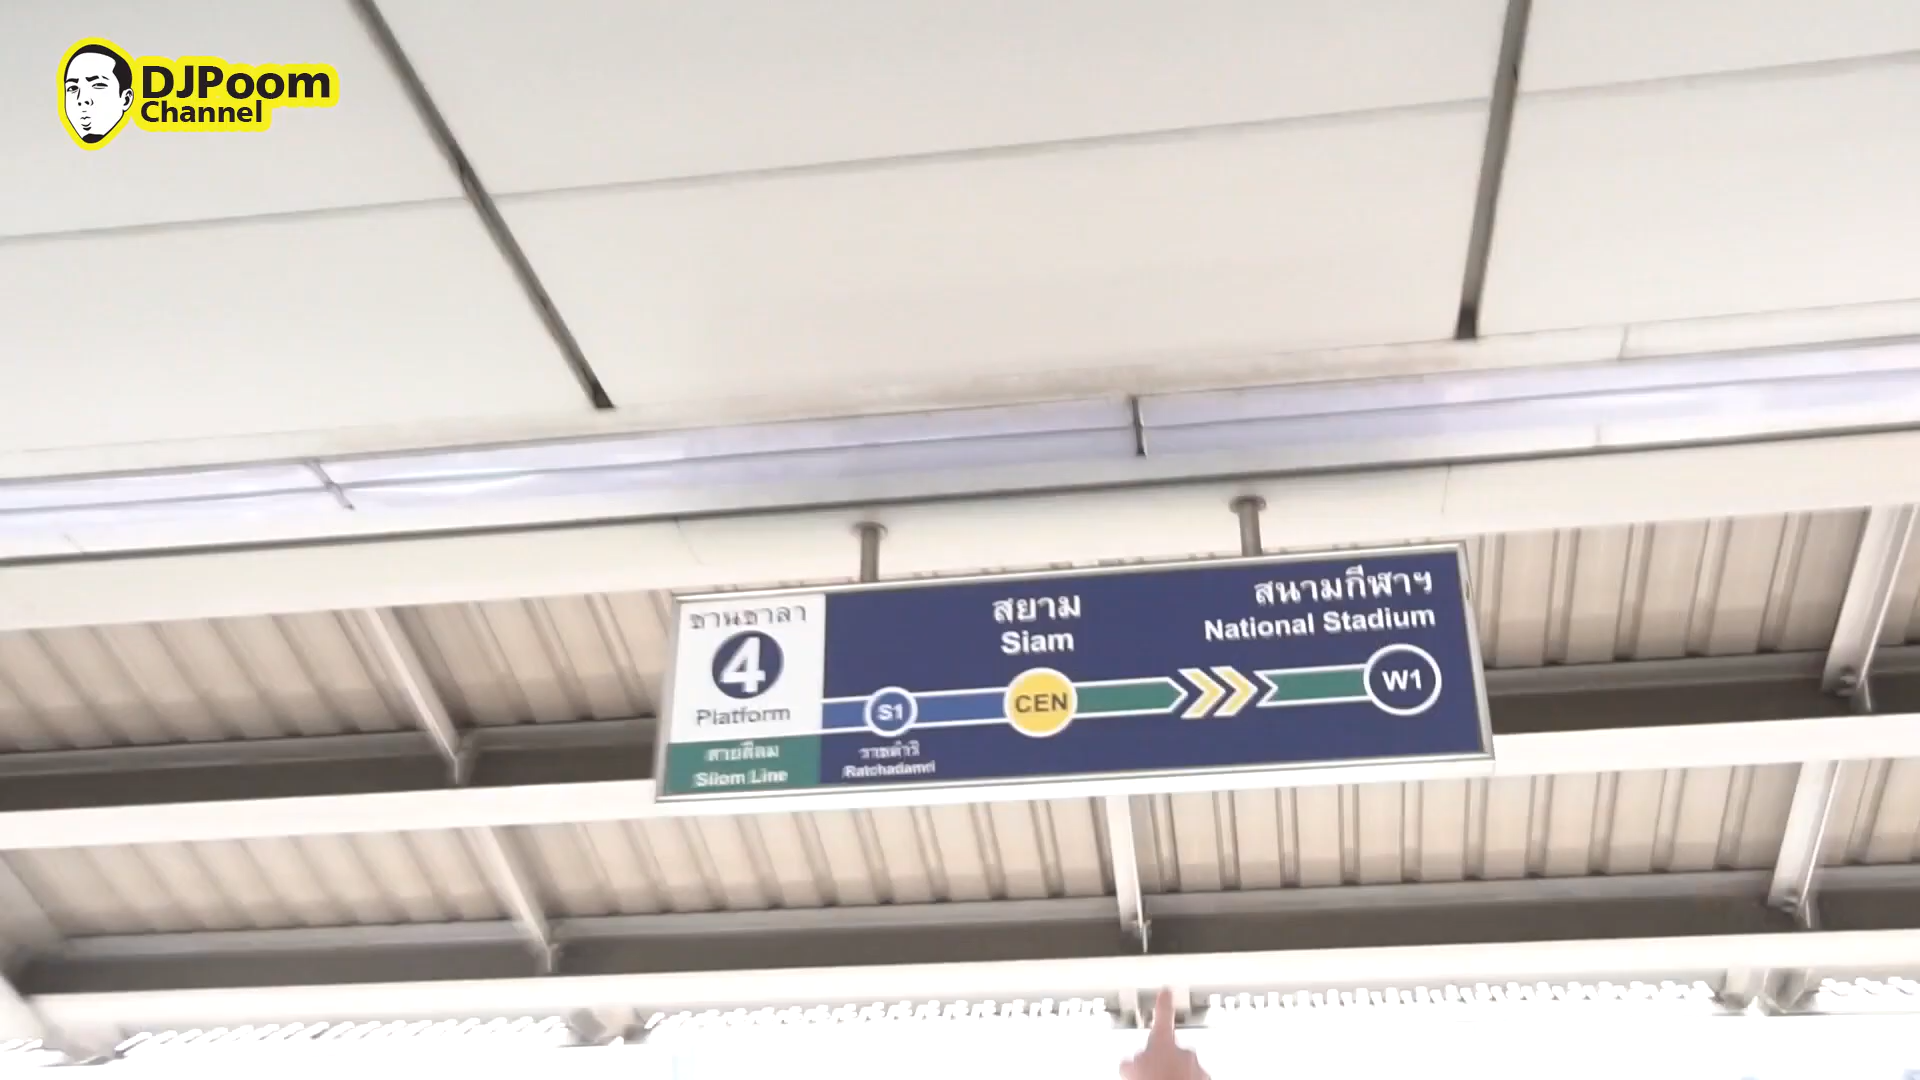 DJPoom
Channel
ชานชาลา
4
Platform
สายสีลม
Silom Line
S1
ราชดำริ
Ratchadamri
สยาม
Siam
CEN
สนามกีฬาฯ
National Stadium
W1